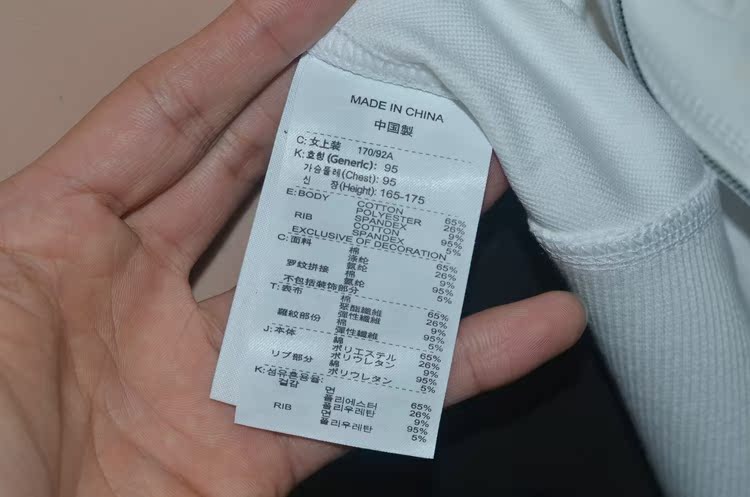 MADE IN CHINA
中国製
C: 女上装 170/92A
K: 호칭 (Generic): 95
가슴둘레(Chest): 95
신 장(Height): 165-175
E: BODY COTTON 65%
POLYESTER 26%
SPANDEX 9%
RIB COTTON 95%
SPANDEX 5%
EXCLUSIVE OF DECORATION
C: 面料 棉 65%
涤纶 26%
氨纶 9%
罗纹拼接 棉 95%
氨纶 5%
不包括装饰部分
T: 表布 棉 65%
聚酯纖維 26%
彈性纖維 9%
羅紋部份 棉 95%
彈性纖維 5%
J: 本体 綿 65%
ポリエステル 26%
ポリウレタン 9%
リブ部分 綿 95%
ポリウレタン 5%
K: 섬유혼용률:
겉감 면 65%
폴리에스터 26%
폴리우레탄 9%
RIB 면 95%
폴리우레탄 5%